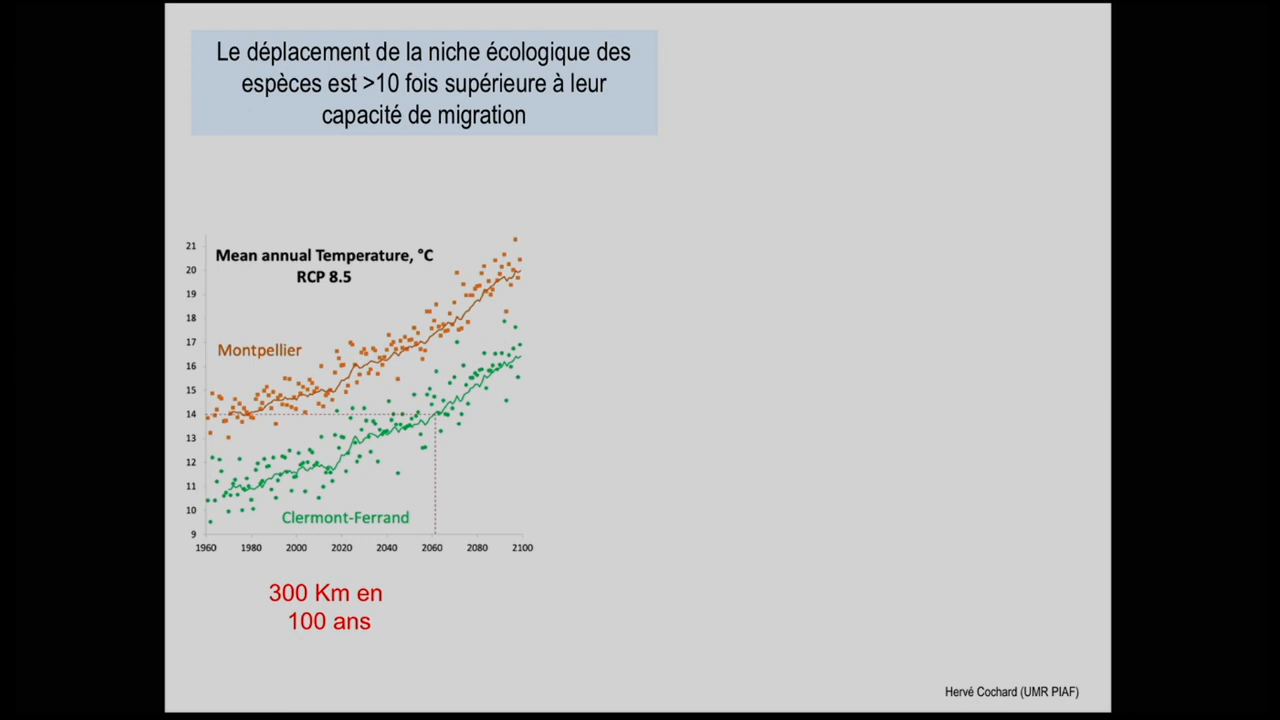 Le déplacement de la niche écologique des
espèces est >10 fois supérieure à leur
capacité de migration
Mean annual Temperature, °C
RCP 8.5
21
20
19
18
17
16
15
14
13
12
11
10
9
Montpellier
Clermont-Ferrand
1960 1980 2000 2020 2040 2060 2080 2100
300 Km en
100 ans
Hervé Cochard (UMR PIAF)